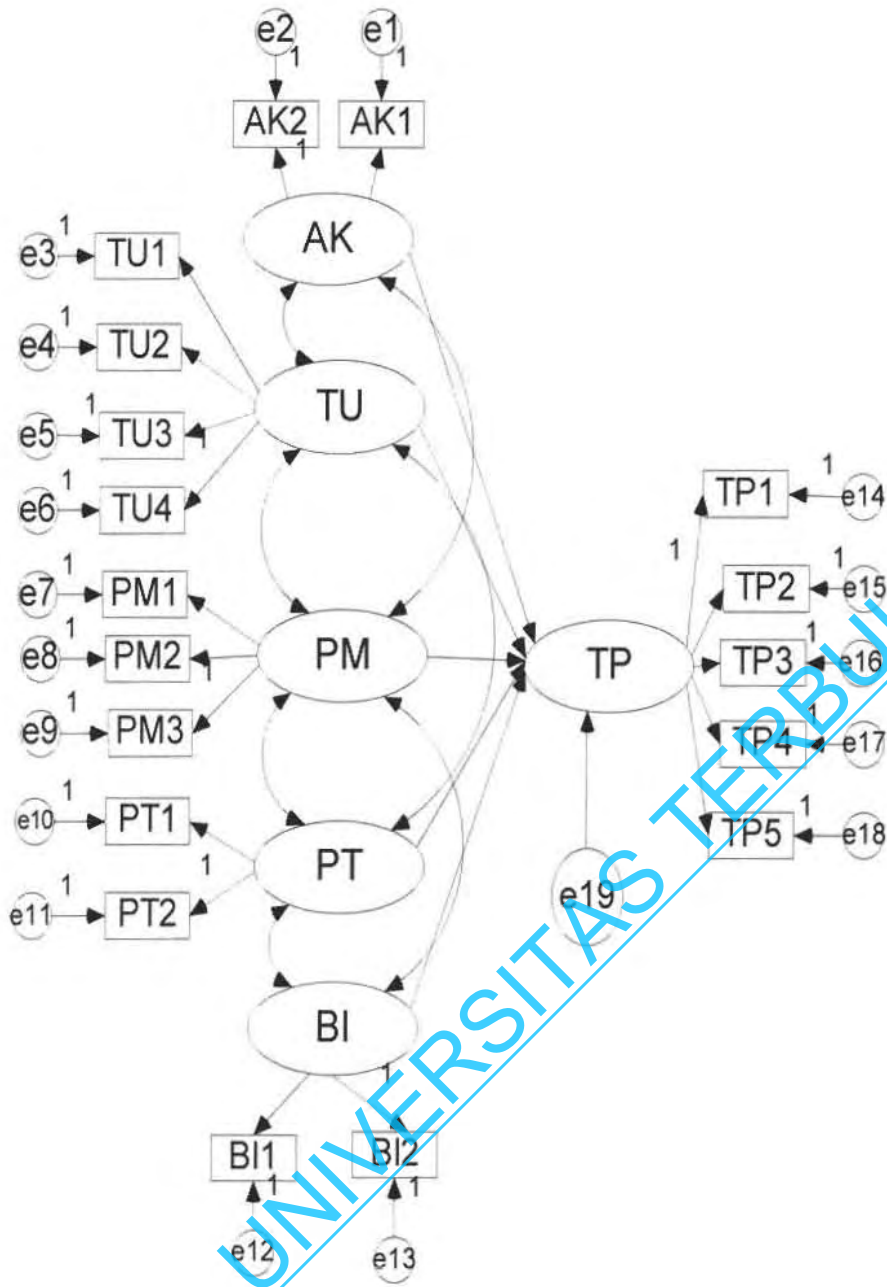 e2
e1
1
1
AK2
AK1
1
AK
e3
1
TU1
e4
1
TU2
TU
e5
1
TU3
1
e6
1
TU4
e7
1
PM1
e8
1
PM2
1
PM
e9
1
PM3
e10
1
PT1
1
PT
e11
1
PT2
BI
1
BI1
BI2
1
1
e12
e13
TP
e19
1
TP1
1
e14
TP2
1
e15
TP3
1
e16
TP4
1
e17
TP5
1
e18
UNIVERSITAS TERBU